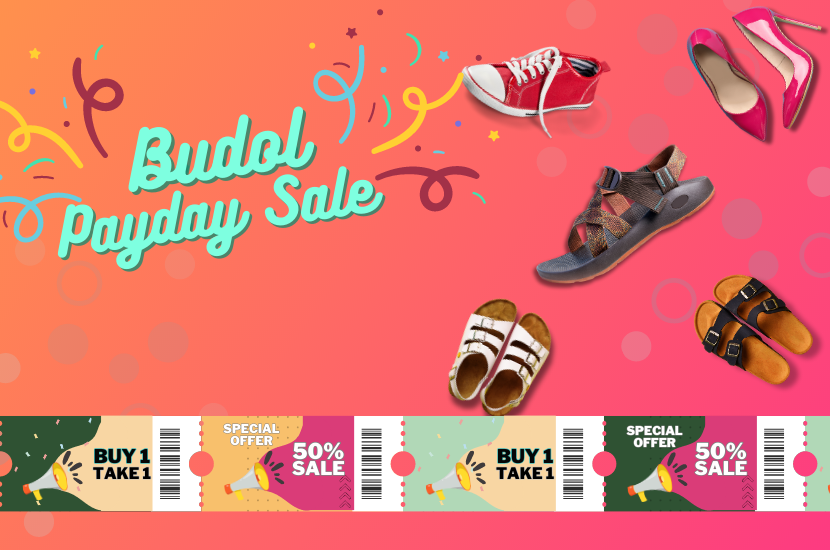 Budol
Payday Sale
BUY 1
TAKE 1
SPECIAL
OFFER
50%
SALE
BUY 1
TAKE 1
SPECIAL
OFFER
50%
SALE